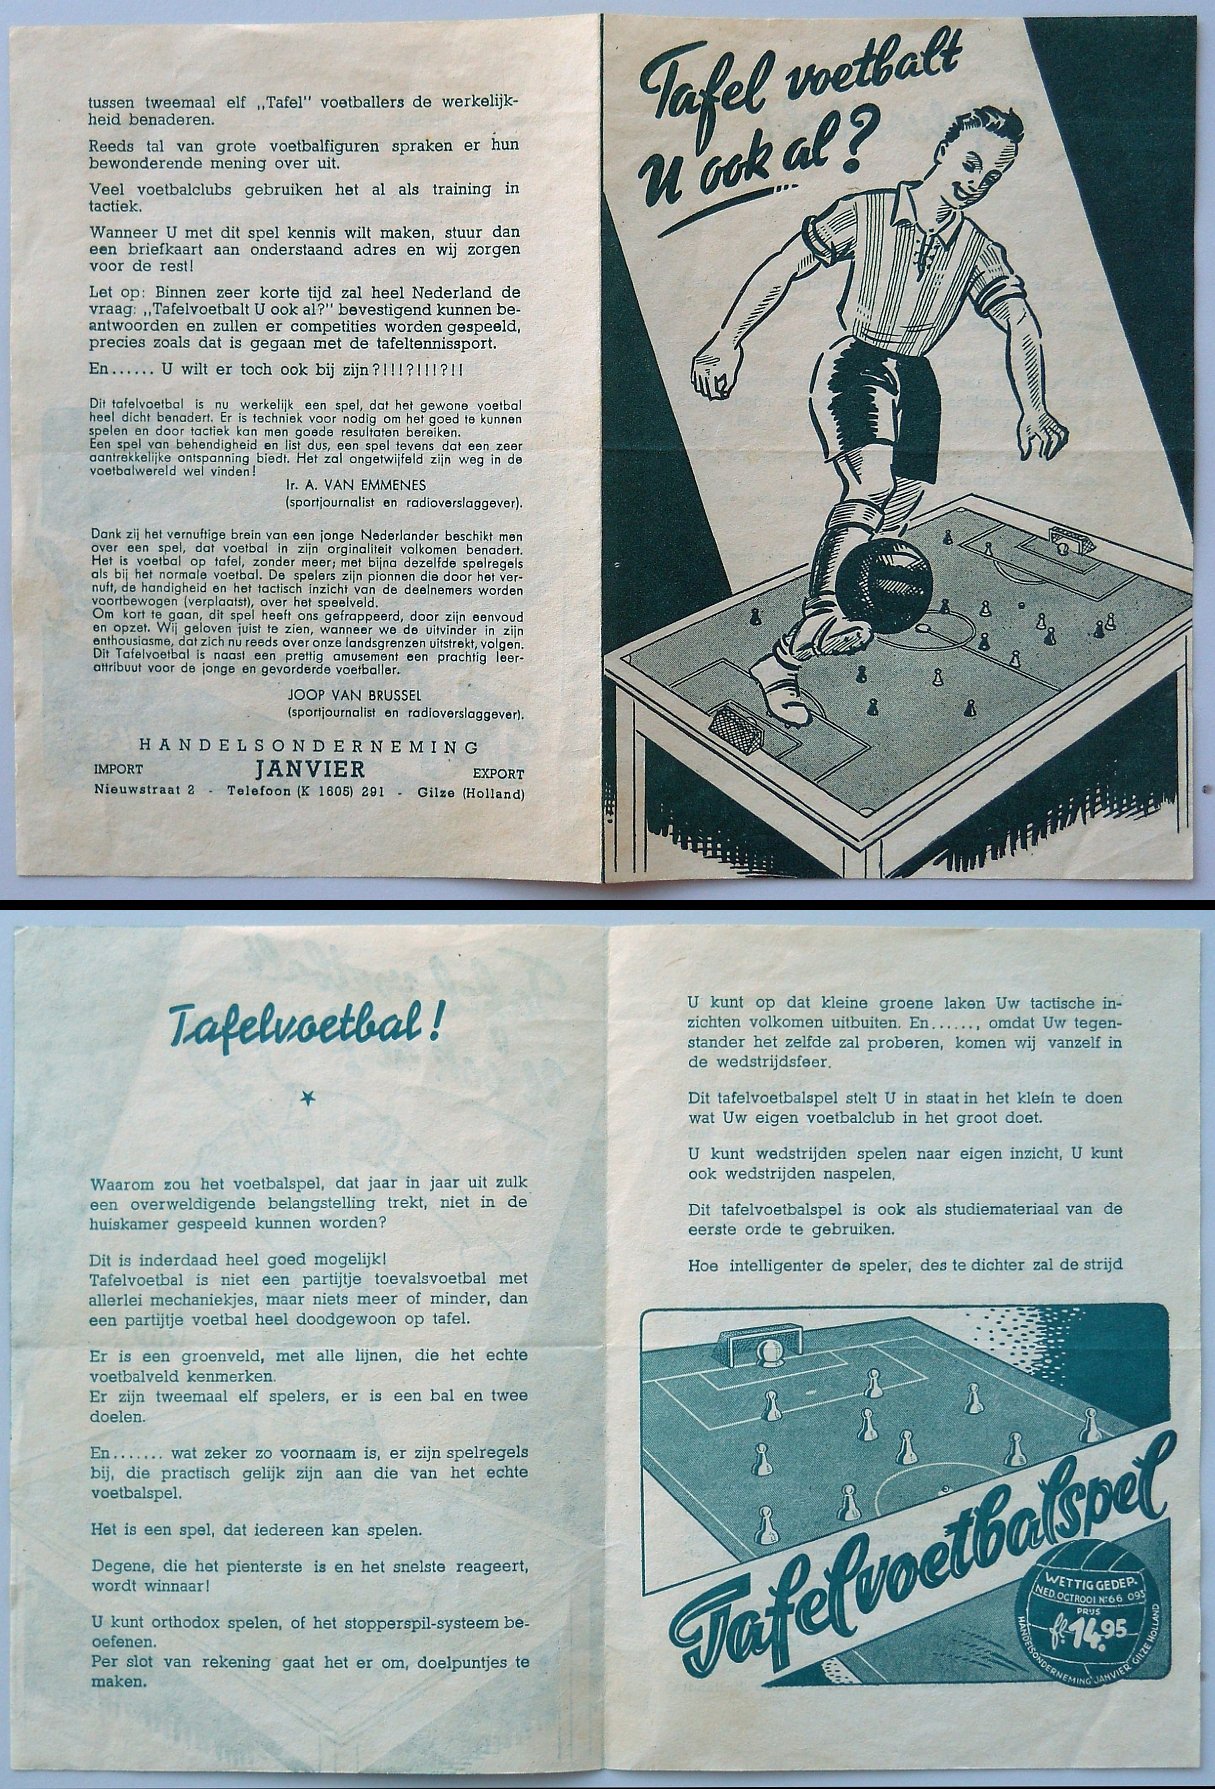 tussen tweemaal elf „Tafel" voetballers de werkelijk-
heid benaderen.
Reeds tal van grote voetbalfiguren spraken er hun
bewonderende mening over uit.
Veel voetbalclubs gebruiken het al als training in
tactiek.
Wanneer U met dit spel kennis wilt maken, stuur dan
een briefkaart aan onderstaand adres en wij zorgen
voor de rest!
Let op: Binnen zeer korte tijd zal heel Nederland de
vraag: „Tafelvoetbalt U ook al?" bevestigend kunnen be-
antwoorden en zullen er competities worden gespeeld,
precies zoals dat is gegaan met de tafeltennissport.
En...... U wilt er toch ook bij zijn?!!!?!!!?!!
Dit tafelvoetbal is nu werkelijk een spel, dat het gewone voetbal
heel dicht benadert. Er is techniek voor nodig om het goed te kunnen
spelen en door tactiek kan men goede resultaten bereiken.
Een spel van behendigheid en list dus, een spel tevens dat een zeer
aantrekkelijke ontspanning biedt. Het zal ongetwijfeld zijn weg in de
voetbalwereld wel vinden!
Ir. A. VAN EMMENES
(sportjournalist en radioverslaggever).
Dank zij het vernuftige brein van een jonge Nederlander beschikt men
over een spel, dat voetbal in zijn orginaliteit volkomen benadert.
Het is voetbal op tafel, zonder meer; met bijna dezelfde spelregels
als bij het normale voetbal. De spelers zijn pionnen die door het ver-
nuft, de handigheid en het tactisch inzicht van de deelnemers worden
voortbewogen (verplaatst), over het speelveld.
Om kort te gaan, dit spel heeft ons gefrappeerd, door zijn eenvoud
en opzet. Wij geloven juist te zien, wanneer we de uitvinder in zijn
enthousiasme, dat zich nu reeds over onze landsgrenzen uitstrekt, volgen.
Dit Tafelvoetbal is naast een prettig amusement een prachtig leer-
attribuut voor de jonge en gevorderde voetballer.
JOOP VAN BRUSSEL
(sportjournalist en radioverslaggever).
HANDELSONDERNEMING
IMPORT JANVIER EXPORT
Nieuwstraat 2 - Telefoon (K 1605) 291 - Gilze (Holland)
Tafel voetbalt
U ook al?
Tafelvoetbal!
Waarom zou het voetbalspel, dat jaar in jaar uit zulk
een overweldigende belangstelling trekt, niet in de
huiskamer gespeeld kunnen worden?
Dit is inderdaad heel goed mogelijk!
Tafelvoetbal is niet een partijtje toevalsvoetbal met
allerlei mechaniekjes, maar niets meer of minder, dan
een partijtje voetbal heel doodgewoon op tafel.
Er is een groenveld, met alle lijnen, die het echte
voetbalveld kenmerken.
Er zijn tweemaal elf spelers, er is een bal en twee
doelen.
En....... wat zeker zo voornaam is, er zijn spelregels
bij, die practisch gelijk zijn aan die van het echte
voetbalspel.
Het is een spel, dat iedereen kan spelen.
Degene, die het pienterste is en het snelste reageert,
wordt winnaar!
U kunt orthodox spelen, of het stopperspil-systeem be-
oefenen.
Per slot van rekening gaat het er om, doelpuntjes te
maken.
U kunt op dat kleine groene laken Uw tactische in-
zichten volkomen uitbuiten. En......, omdat Uw tegen-
stander het zelfde zal proberen, komen wij vanzelf in
de wedstrijdsfeer.
Dit tafelvoetbalspel stelt U in staat in het klein te doen
wat Uw eigen voetbalclub in het groot doet.
U kunt wedstrijden spelen naar eigen inzicht, U kunt
ook wedstrijden naspelen,
Dit tafelvoetbalspel is ook als studiemateriaal van de
eerste orde te gebruiken.
Hoe intelligenter de speler, des te dichter zal de strijd
Tafelvoetbalspel
WETTIG GEDEP.
NED. OCTROOI No 66 093
PRIJS
fl. 14.95
HANDELSONDERNEMING JANVIER GILZE HOLLAND